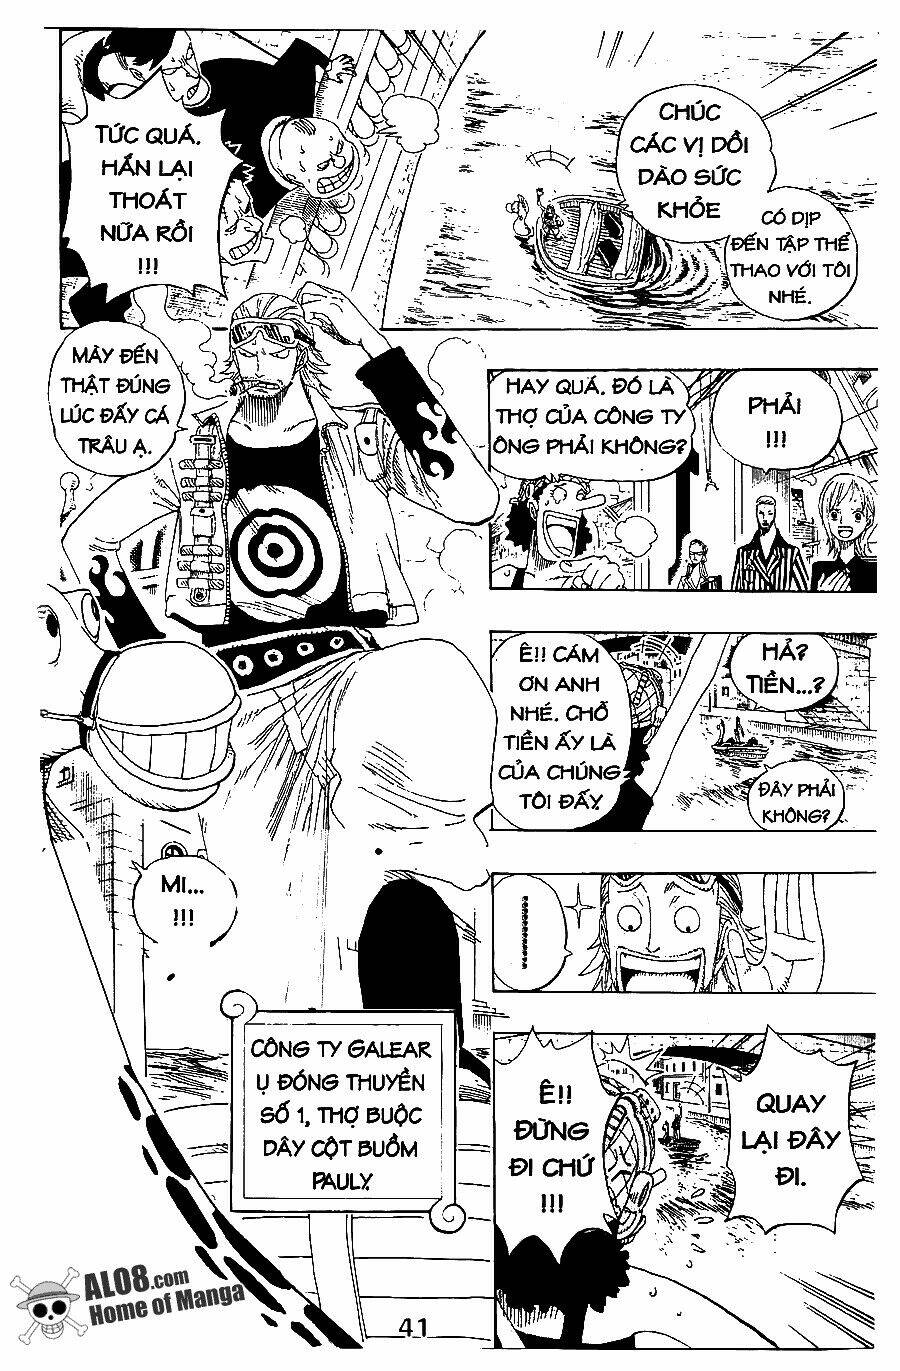 CHÚC
CÁC VỊ DỒI
DÀO SỨC
KHỎE
CÓ DỊP
ĐẾN TẬP THỂ
THAO VỚI TÔI
NHÉ.
TỨC QUÁ.
HẮN LẠI
THOÁT
NỮA RỒI
!!!
MÀY ĐẾN
THẬT ĐÚNG
LÚC ĐẤY CÁ
TRÂU Ạ.
PHẢI
!!!
HAY QUÁ. ĐÓ LÀ
THỢ CỦA CÔNG TY
ÔNG PHẢI KHÔNG?
HẢ?
TIỀN...?
ĐÂY PHẢI
KHÔNG?
Ê!! CÁM
ƠN ANH
NHÉ. CHỖ
TIỀN ẤY LÀ
CỦA CHÚNG
TÔI ĐẤY.
MI...
!!!
CÔNG TY GALEAR
Ụ ĐÓNG THUYỀN
SỐ 1, THỢ BUỘC
DÂY CỘT BUỒM
PAULY.
QUAY
LẠI ĐÂY
ĐI.
Ê!!
ĐỪNG
ĐI CHỨ
!!!
AL08.com
Home of Manga
41